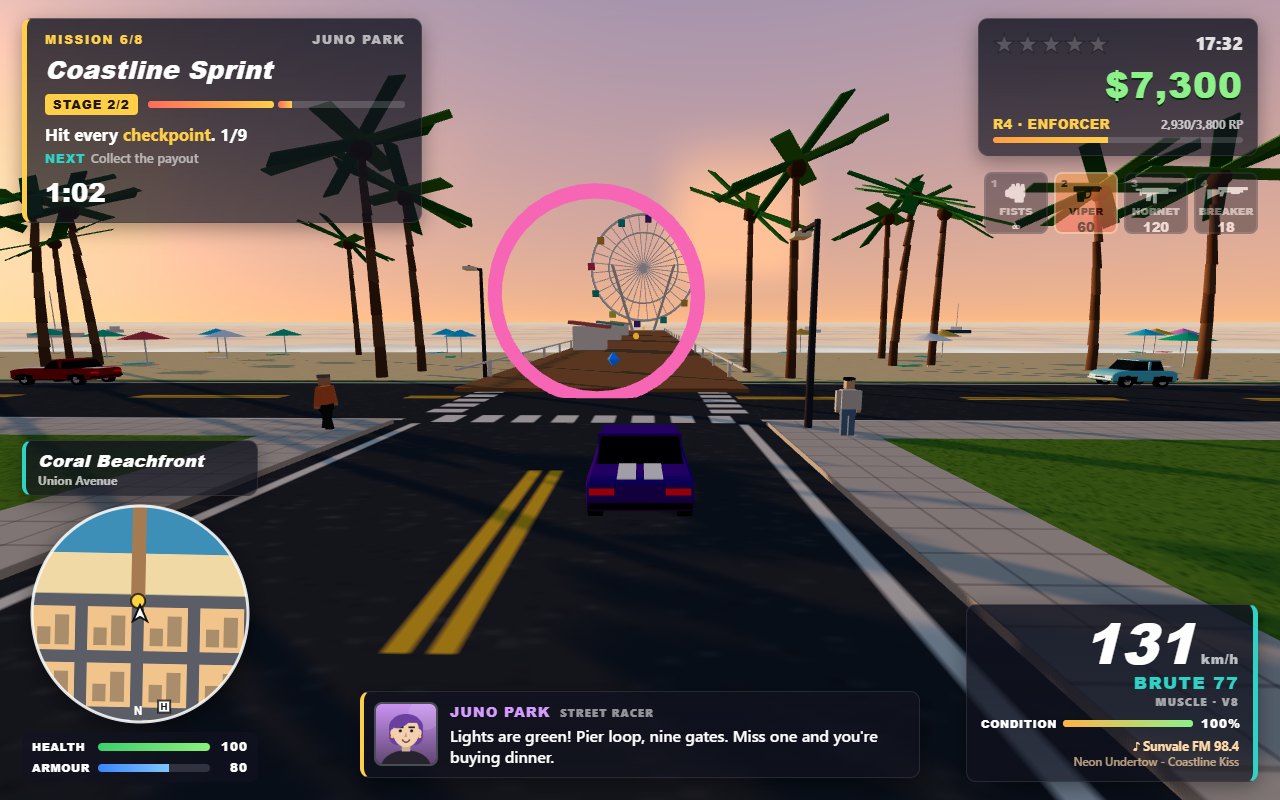 MISSION 6/8
JUNO PARK
Coastline Sprint
STAGE 2/2
Hit every checkpoint. 1/9
NEXT Collect the payout
1:02
17:32
$7,300
R4 · ENFORCER
2,930/3,800 RP
1
FISTS
∞
2
VIPER
60
HORNET
120
BREAKER
18
Coral Beachfront
Union Avenue
N
H
HEALTH 100
ARMOUR 80
JUNO PARK STREET RACER
Lights are green! Pier loop, nine gates. Miss one and you're
buying dinner.
131 km/h
BRUTE 77
MUSCLE · V8
CONDITION 100%
♪ Sunvale FM 98.4
Neon Undertow - Coastline Kiss